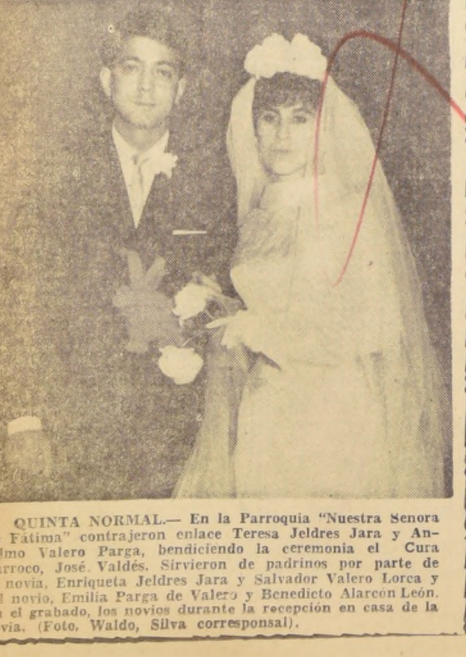 QUINTA NORMAL.— En la Parroquia "Nuestra Senora
Fátima" contrajeron enlace Teresa Jeldres Jara y An-
lmo Valero Parga, bendiciendo la ceremonia el Cura
rroco, José Valdés. Sirvieron de padrinos por parte de
novia, Enriqueta Jeldres Jara y Salvador Valero Lorca y
l novio, Emilia Parga de Valero y Benedicto Alarcón León.
el grabado, los novios durante la recepción en casa de la
via. (Foto, Waldo, Silva corresponsal).